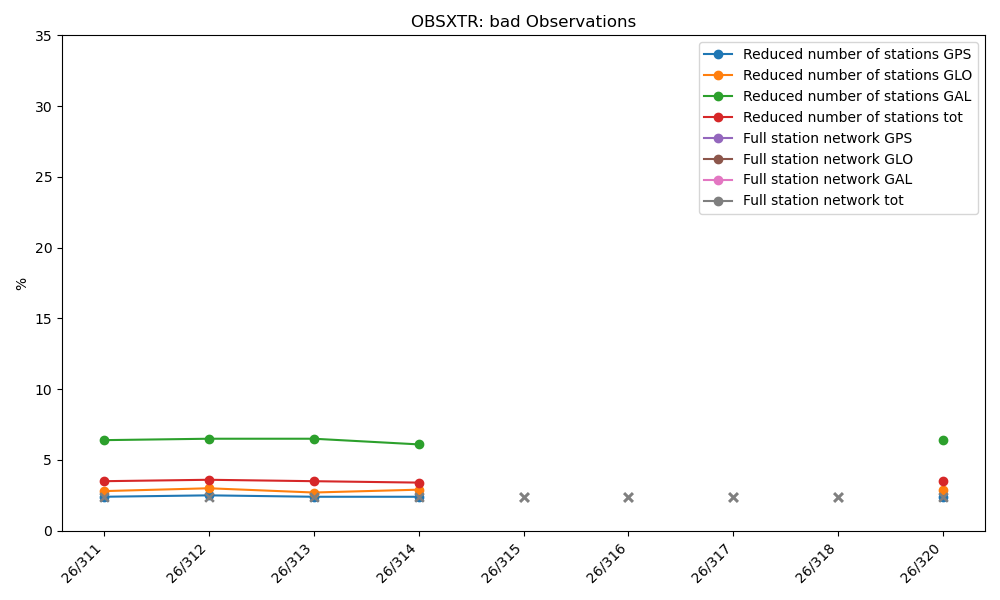 OBSXTR: bad Observations
35
30
25
20
15
10
5
0
%
Reduced number of stations GPS
Reduced number of stations GLO
Reduced number of stations GAL
Reduced number of stations tot
Full station network GPS
Full station network GLO
Full station network GAL
Full station network tot
26/311
26/312
26/313
26/314
26/315
26/316
26/317
26/318
26/320